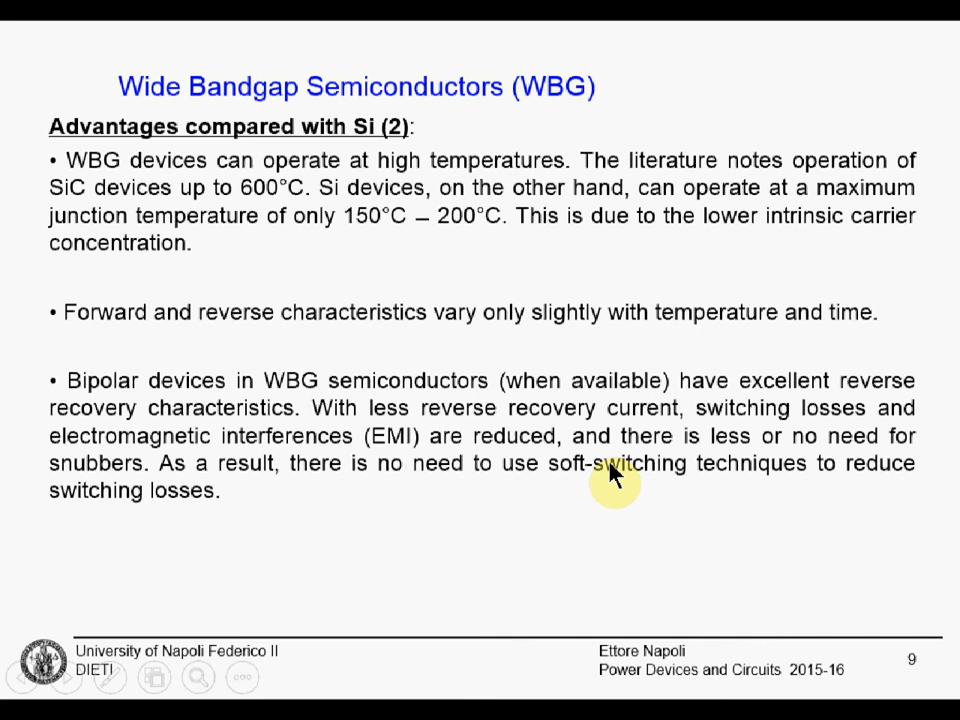 Wide Bandgap Semiconductors (WBG)
Advantages compared with Si (2):
• WBG devices can operate at high temperatures. The literature notes operation of
SiC devices up to 600°C. Si devices, on the other hand, can operate at a maximum
junction temperature of only 150°C – 200°C. This is due to the lower intrinsic carrier
concentration.
• Forward and reverse characteristics vary only slightly with temperature and time.
• Bipolar devices in WBG semiconductors (when available) have excellent reverse
recovery characteristics. With less reverse recovery current, switching losses and
electromagnetic interferences (EMI) are reduced, and there is less or no need for
snubbers. As a result, there is no need to use soft-switching techniques to reduce
switching losses.
University of Napoli Federico II
DIETI
Ettore Napoli
Power Devices and Circuits 2015-16
9